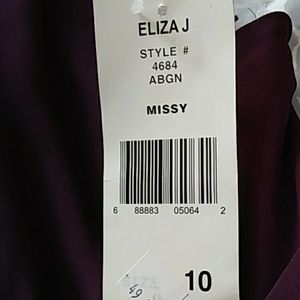 ELIZA J
STYLE #
4684
ABGN
MISSY
6 88883 05064 2
10